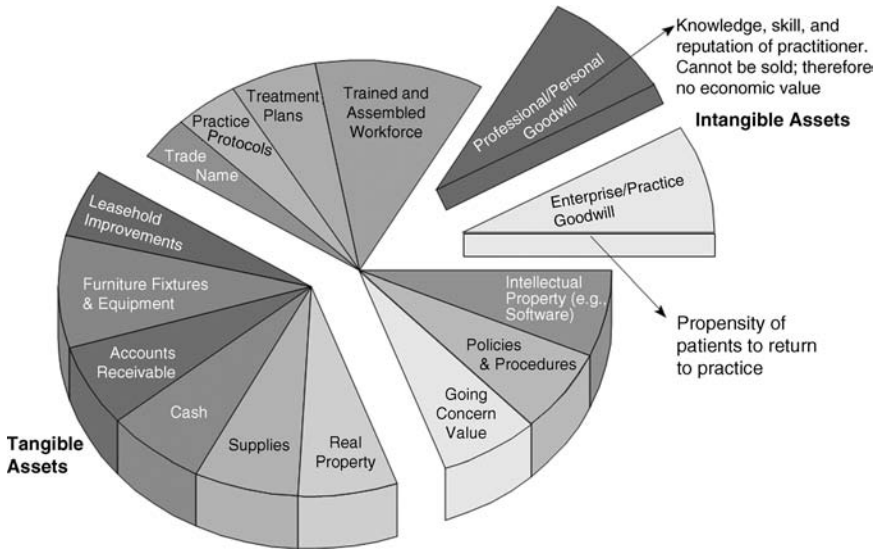 Knowledge, skill, and
reputation of practitioner.
Cannot be sold; therefore
no economic value
Intangible Assets
Professional/Personal
Goodwill
Enterprise/Practice
Goodwill
Propensity of
patients to return
to practice
Trained and
Assembled
Workforce
Treatment
Plans
Practice
Protocols
Trade
Name
Leasehold
Improvements
Furniture Fixtures
& Equipment
Accounts
Receivable
Cash
Supplies
Real
Property
Tangible
Assets
Intellectual
Property (e.g.,
Software)
Policies
& Procedures
Going
Concern
Value